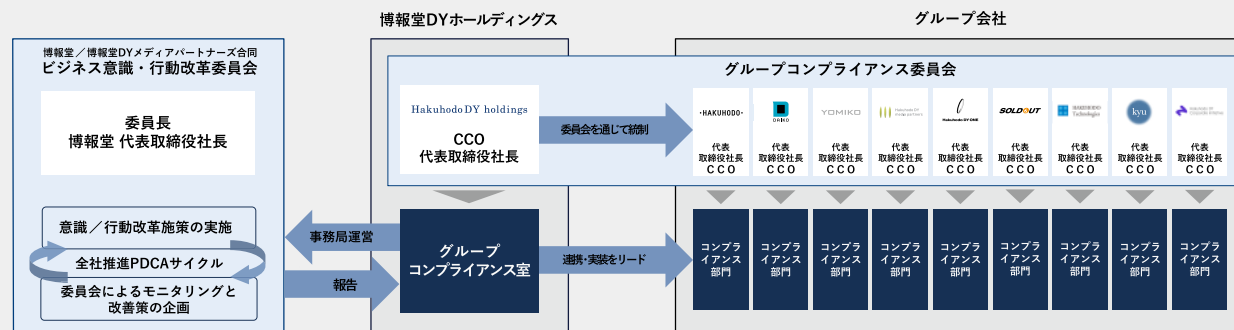 博報堂DYホールディングス
グループ会社
博報堂／博報堂DYメディアパートナーズ合同
ビジネス意識・行動改革委員会
委員長
博報堂 代表取締役社長
意識／行動改革施策の実施
全社推進PDCAサイクル
委員会によるモニタリングと
改善策の企画
事務局運営
報告
グループコンプライアンス委員会
Hakuhodo DY holdings
CCO
代表取締役社長
委員会を通じて統制
グループ
コンプライアンス室
連携・実装をリード
・HAKUHODO・
代表
取締役社長
CCO
DAIKO
代表
取締役社長
CCO
YOMIKO
代表
取締役社長
CCO
Hakuhodo DY
media partners
代表
取締役社長
CCO
Hakuhodo DY ONE
代表
取締役社長
CCO
SOLDOUT
代表
取締役社長
CCO
HAKUHODO
Technologies
代表
取締役社長
CCO
kyu
代表
取締役社長
CCO
Hakuhodo DY
代表
取締役社長
CCO
コンプラ
イアンス
部門
コンプラ
イアンス
部門
コンプラ
イアンス
部門
コンプラ
イアンス
部門
コンプラ
イアンス
部門
コンプラ
イアンス
部門
コンプラ
イアンス
部門
コンプラ
イアンス
部門
コンプラ
イアンス
部門